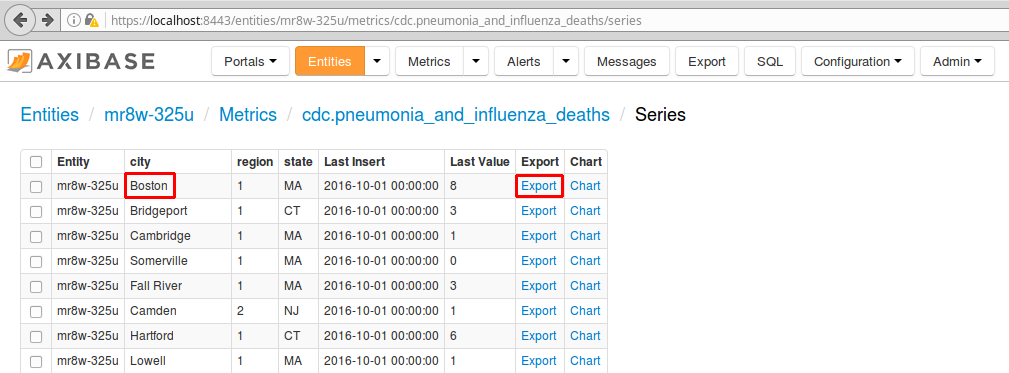 https://localhost:8443/entities/mr8w-325u/metrics/cdc.pneumonia_and_influenza_deaths/series
AXIBASE Portals Entities Metrics Alerts Messages Export SQL Configuration Admin
Entities / mr8w-325u / Metrics / cdc.pneumonia_and_influenza_deaths / Series
Entity city region state Last Insert Last Value Export Chart
mr8w-325u Boston 1 MA 2016-10-01 00:00:00 8 Export Chart
mr8w-325u Bridgeport 1 CT 2016-10-01 00:00:00 3 Export Chart
mr8w-325u Cambridge 1 MA 2016-10-01 00:00:00 1 Export Chart
mr8w-325u Somerville 1 MA 2016-10-01 00:00:00 0 Export Chart
mr8w-325u Fall River 1 MA 2016-10-01 00:00:00 3 Export Chart
mr8w-325u Camden 2 NJ 2016-10-01 00:00:00 1 Export Chart
mr8w-325u Hartford 1 CT 2016-10-01 00:00:00 6 Export Chart
mr8w-325u Lowell 1 MA 2016-10-01 00:00:00 1 Export Chart